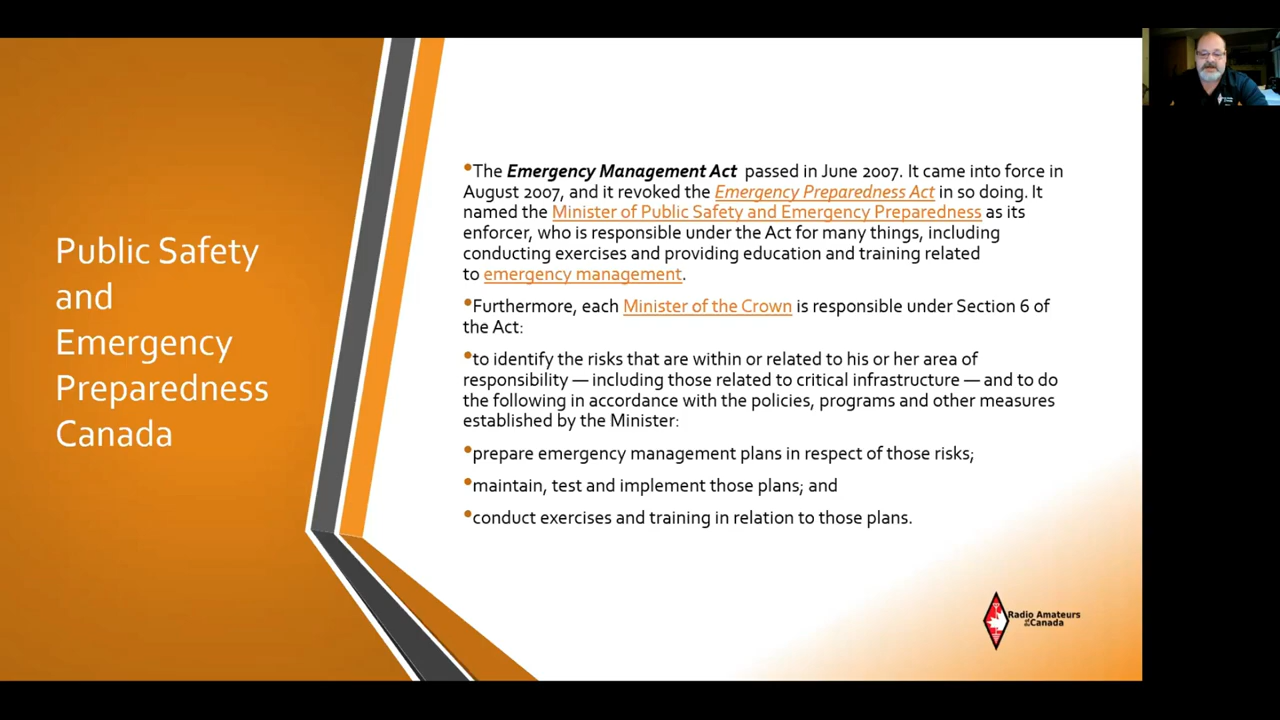 Public Safety
and
Emergency
Preparedness
Canada
•The Emergency Management Act passed in June 2007. It came into force in
August 2007, and it revoked the Emergency Preparedness Act in so doing. It
named the Minister of Public Safety and Emergency Preparedness as its
enforcer, who is responsible under the Act for many things, including
conducting exercises and providing education and training related
to emergency management.
•Furthermore, each Minister of the Crown is responsible under Section 6 of
the Act:
•to identify the risks that are within or related to his or her area of
responsibility — including those related to critical infrastructure — and to do
the following in accordance with the policies, programs and other measures
established by the Minister:
•prepare emergency management plans in respect of those risks;
•maintain, test and implement those plans; and
•conduct exercises and training in relation to those plans.
Radio Amateurs
of Canada